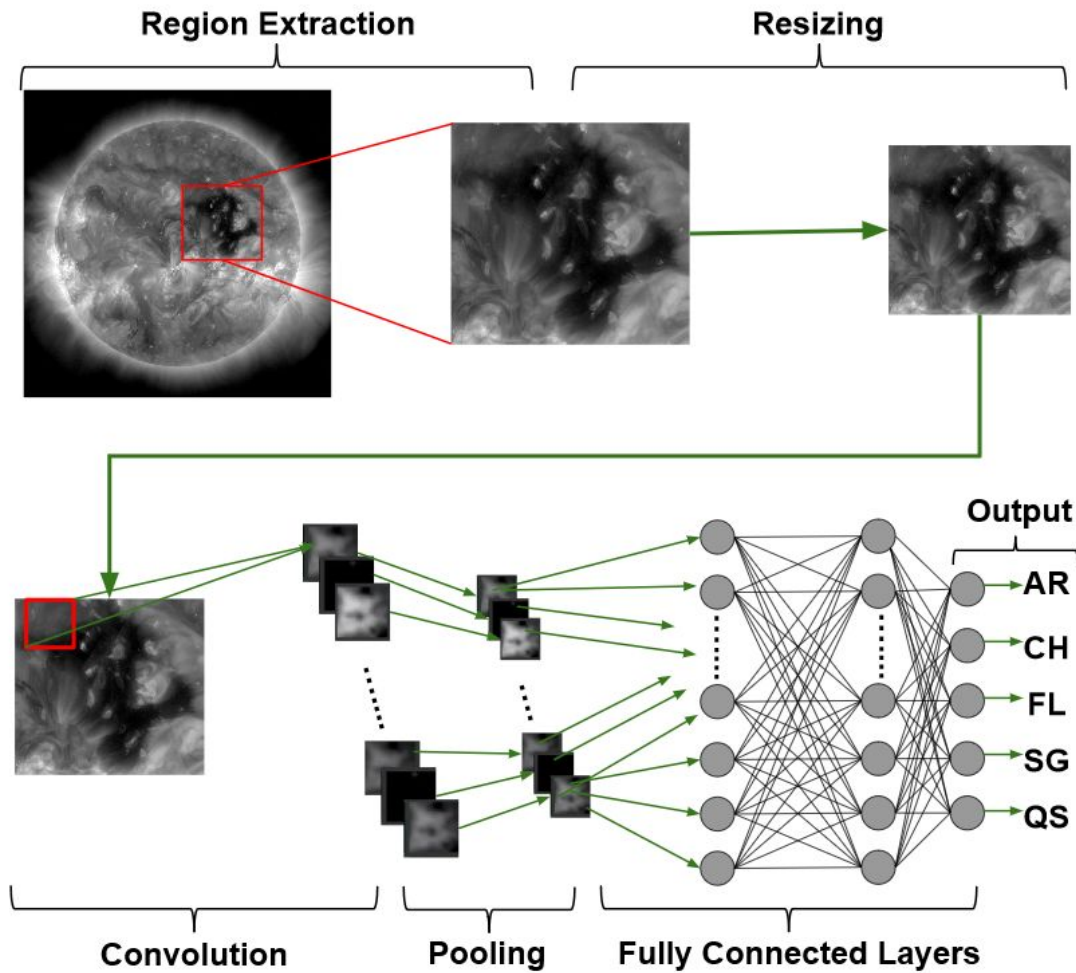 Region Extraction
Resizing
Output
AR
CH
FL
SG
QS
Convolution
Pooling
Fully Connected Layers